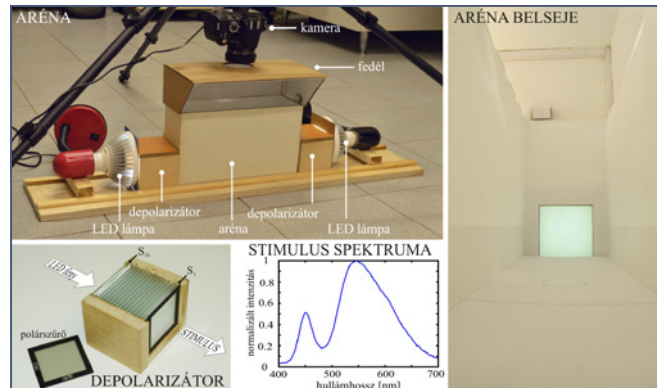 ARÉNA
kamera
fedél
depolarizátor
LED lámpa
aréna
depolarizátor
LED lámpa
ARÉNA BELSEJE
LED fény
S₁
polárszűrő
STIMULUS
DEPOLARIZÁTOR
STIMULUS SPEKTRUMA
normalizált intenzitás
1
0.8
0.6
0.4
0.2
0
400
500
600
700
hullámhossz [nm]